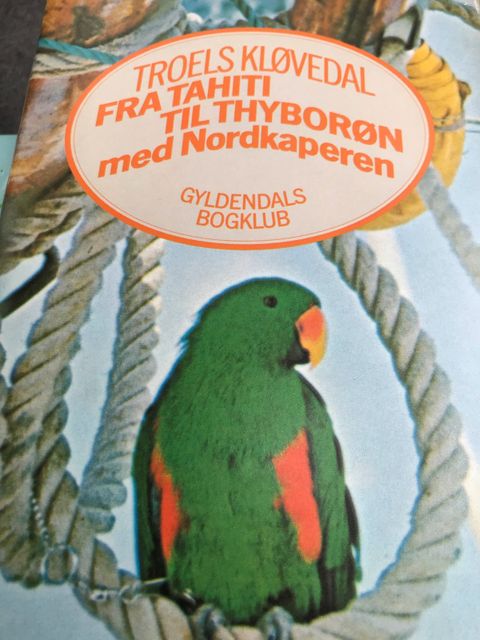 TROELS KLØVEDAL
FRA TAHITI
TIL THYBORØN
med Nordkaperen
GYLDENDALS
BOGKLUB